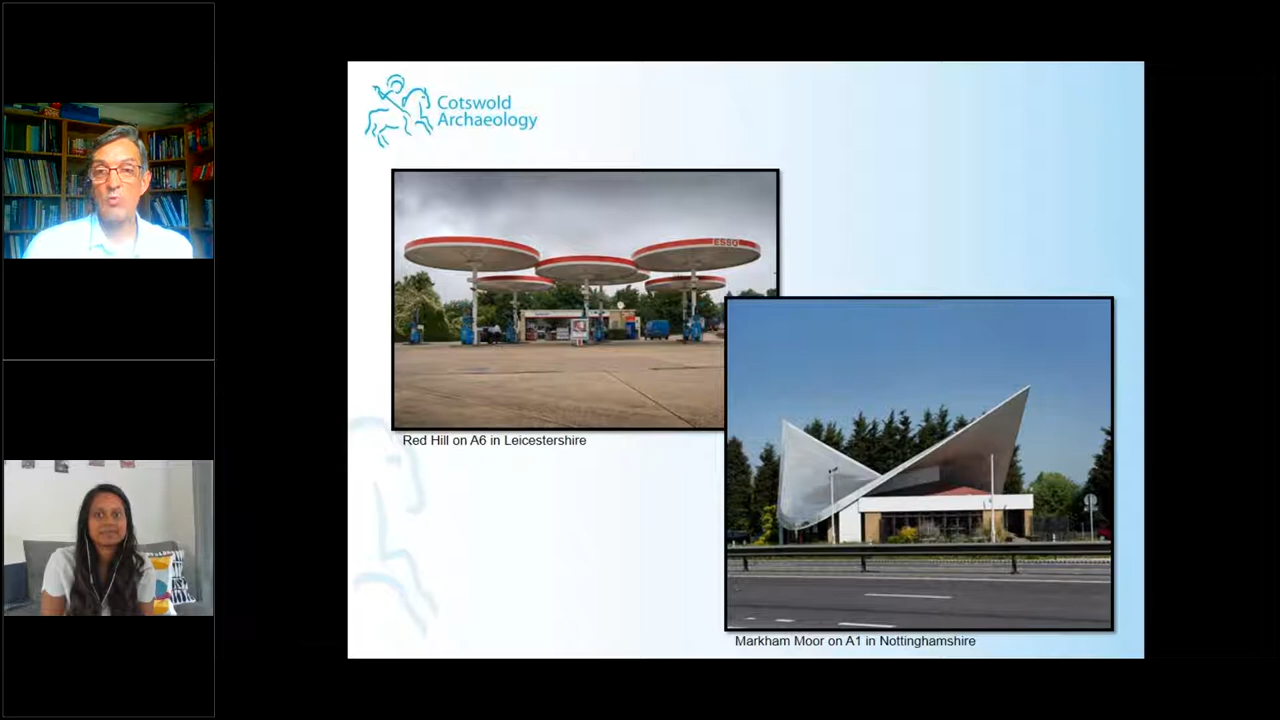 Cotswold
Archaeology
ESSO
Red Hill on A6 in Leicestershire
Markham Moor on A1 in Nottinghamshire